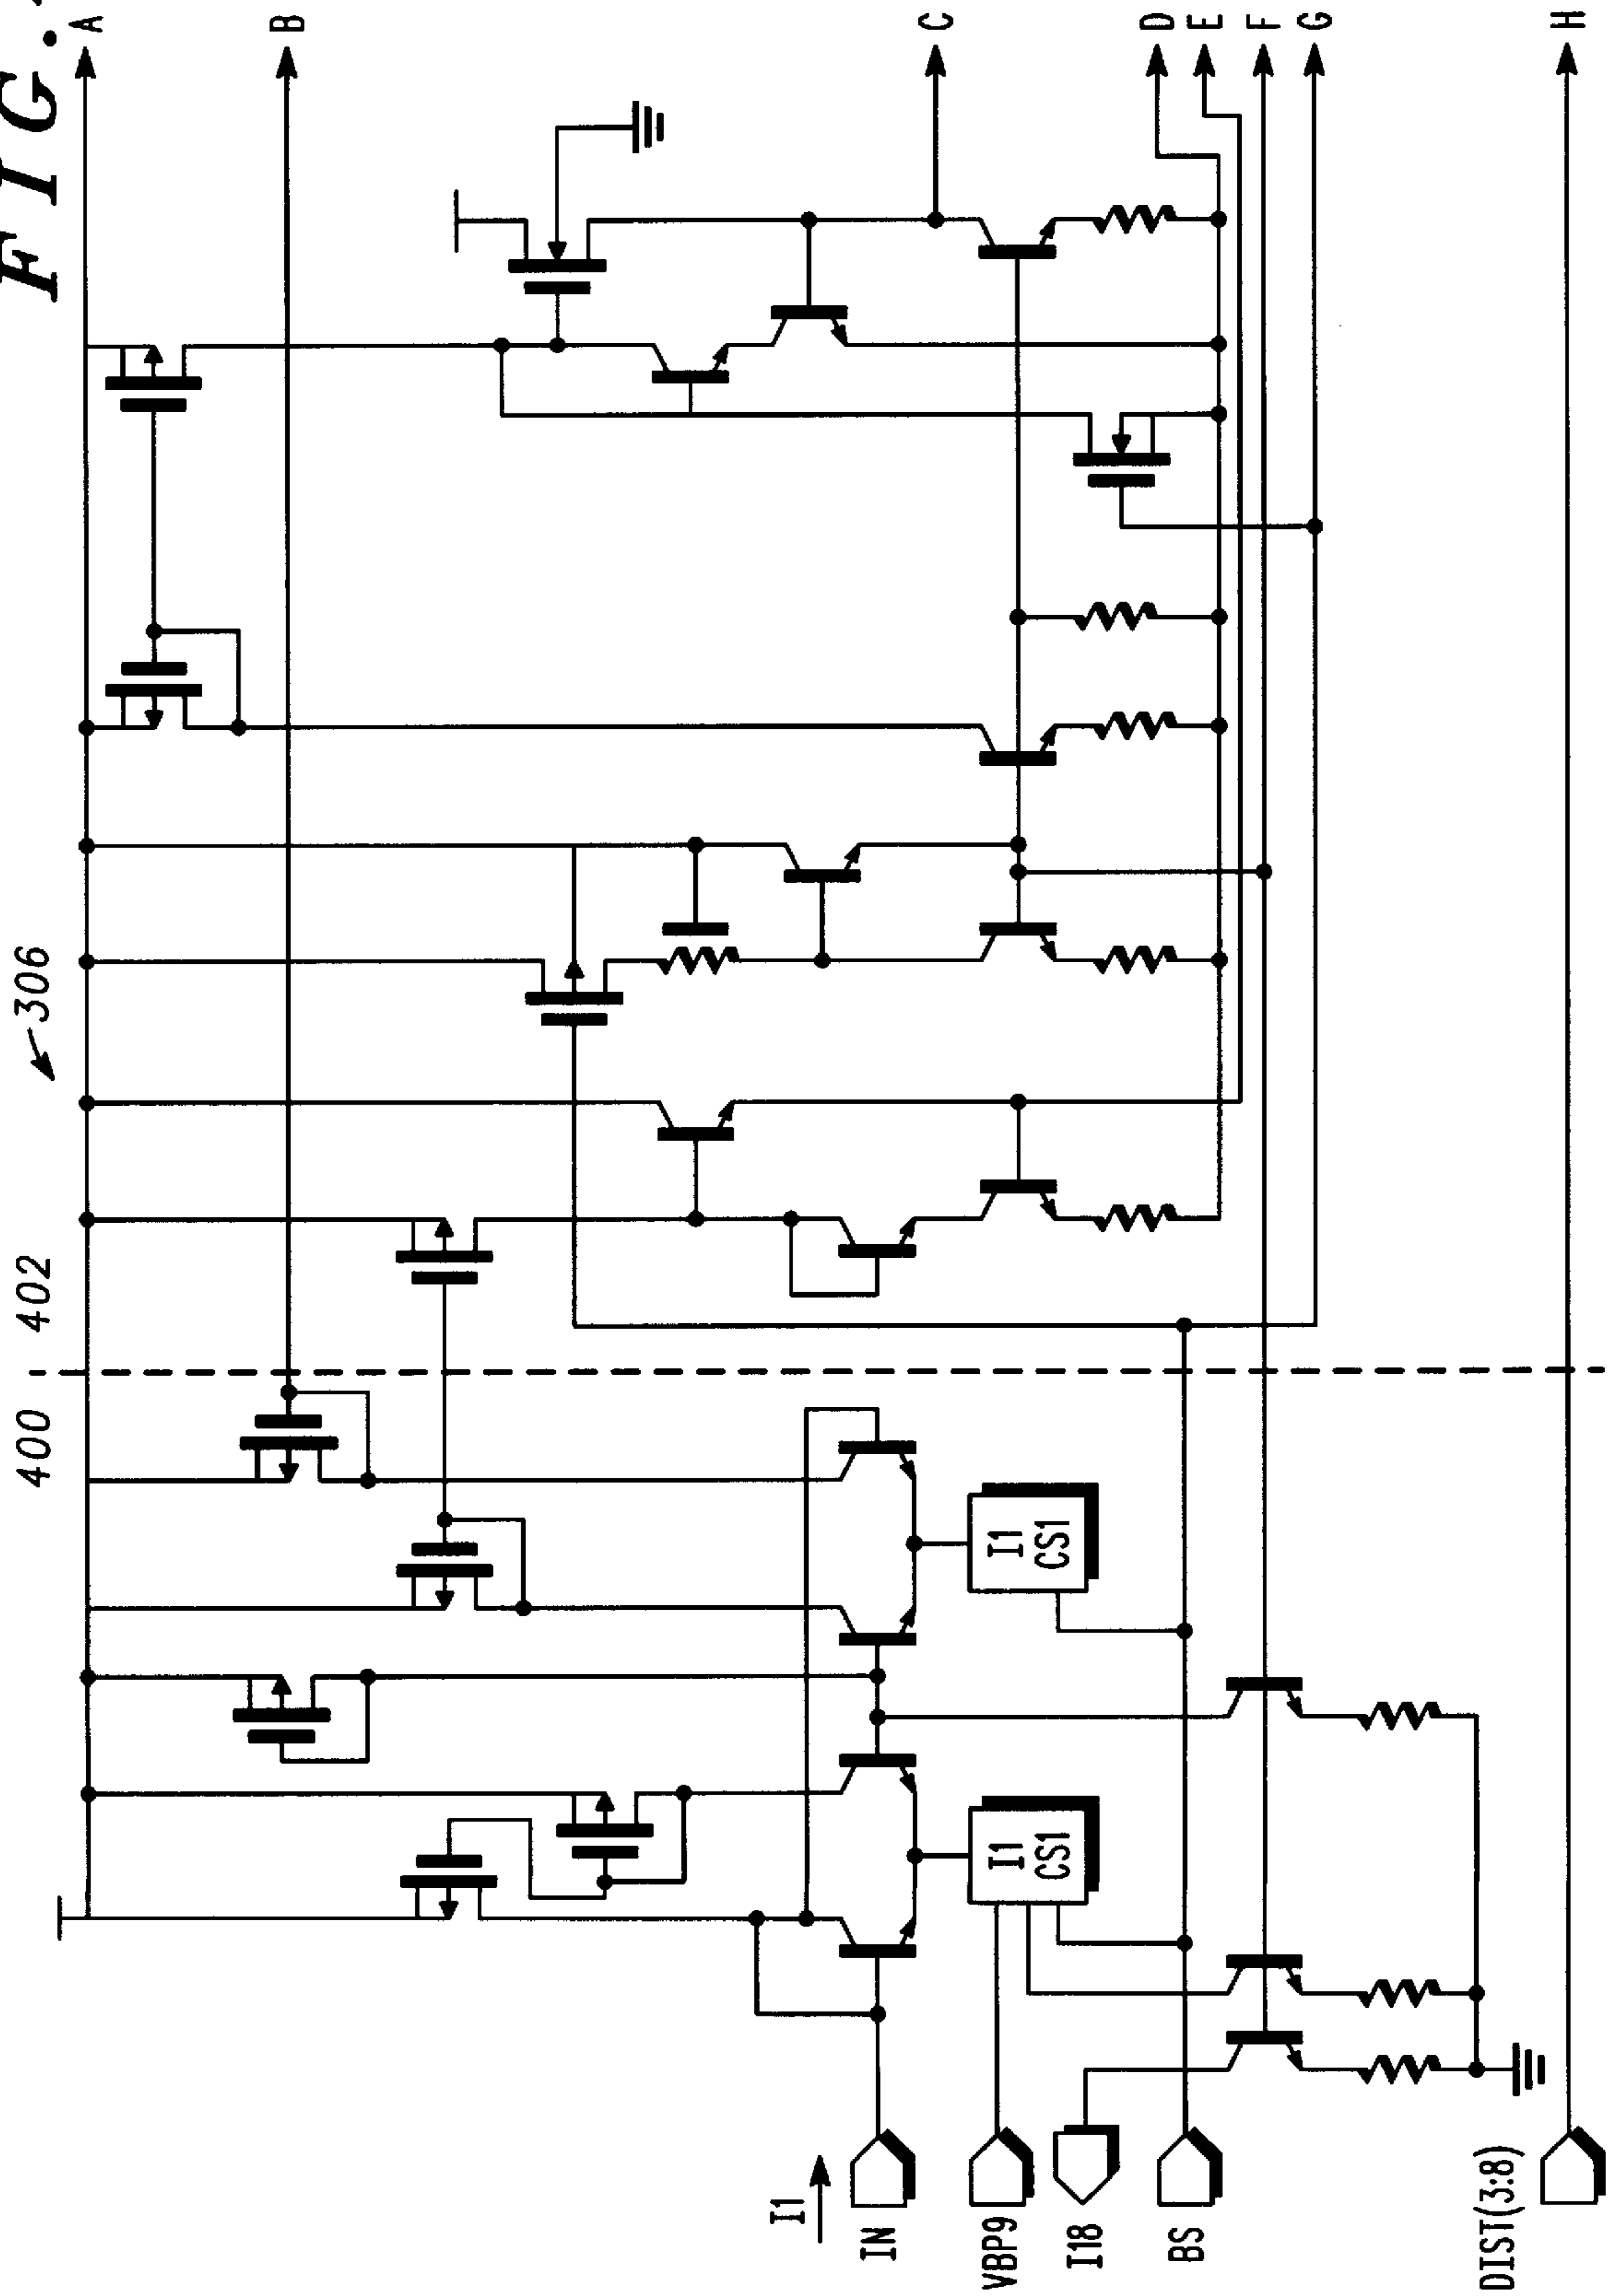 FIG.
306
400 402
A
B
C
D
E
F
G
H
I1
CS1
I1
CS1
I1
IN
VBP9
I18
BS
DIST(3:8)